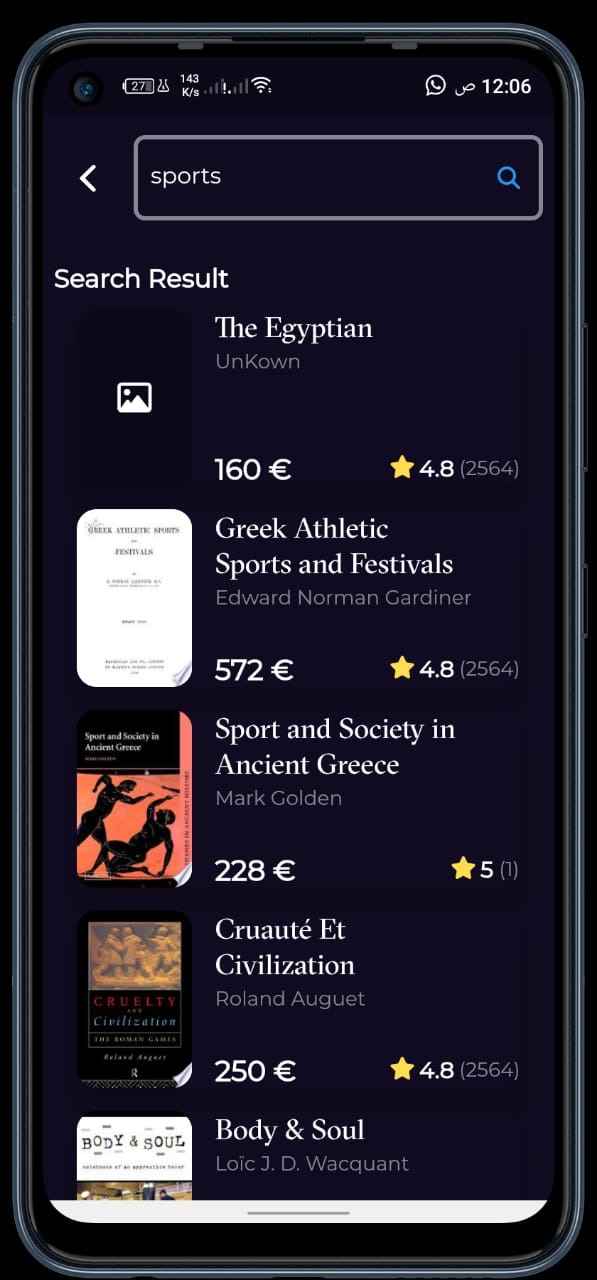 27
143
K/s
ص 12:06
sports
Search Result
The Egyptian
UnKown
160 €
4.8 (2564)
GREEK ATHLETIC SPORTS
AND
FESTIVALS
Greek Athletic
Sports and Festivals
Edward Norman Gardiner
572 €
4.8 (2564)
Sport and Society in
Ancient Greece
MARK GOLDEN
THEMES IN ANCIENT HISTORY
Sport and Society in
Ancient Greece
Mark Golden
228 €
5 (1)
CRUELTY
AND
Civilization
THE ROMAN GAMES
Roland Auguet
R
Cruauté Et
Civilization
Roland Auguet
250 €
4.8 (2564)
BODY & SOUL
notebooks of an apprentice boxer
Body & Soul
Loïc J. D. Wacquant